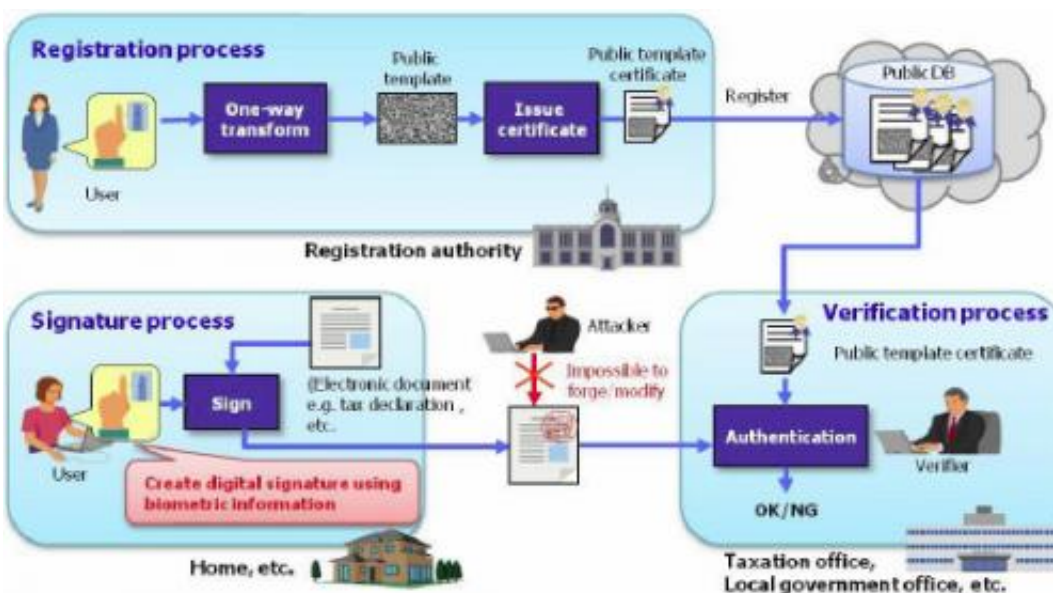 Registration process
Public
template
Public template
certificate
Public DB
One-way
transform
Issue
certificate
Register
User
Registration authority
Signature process
Attacker
Verification process
Impossible to
forge/modify
Public template certificate
(Electronic document
e.g. tax declaration ,
etc.
Sign
Authentication
User
Verifier
Create digital signature using
biometric information
OK/NG
Home, etc.
Taxation office,
Local government office, etc.